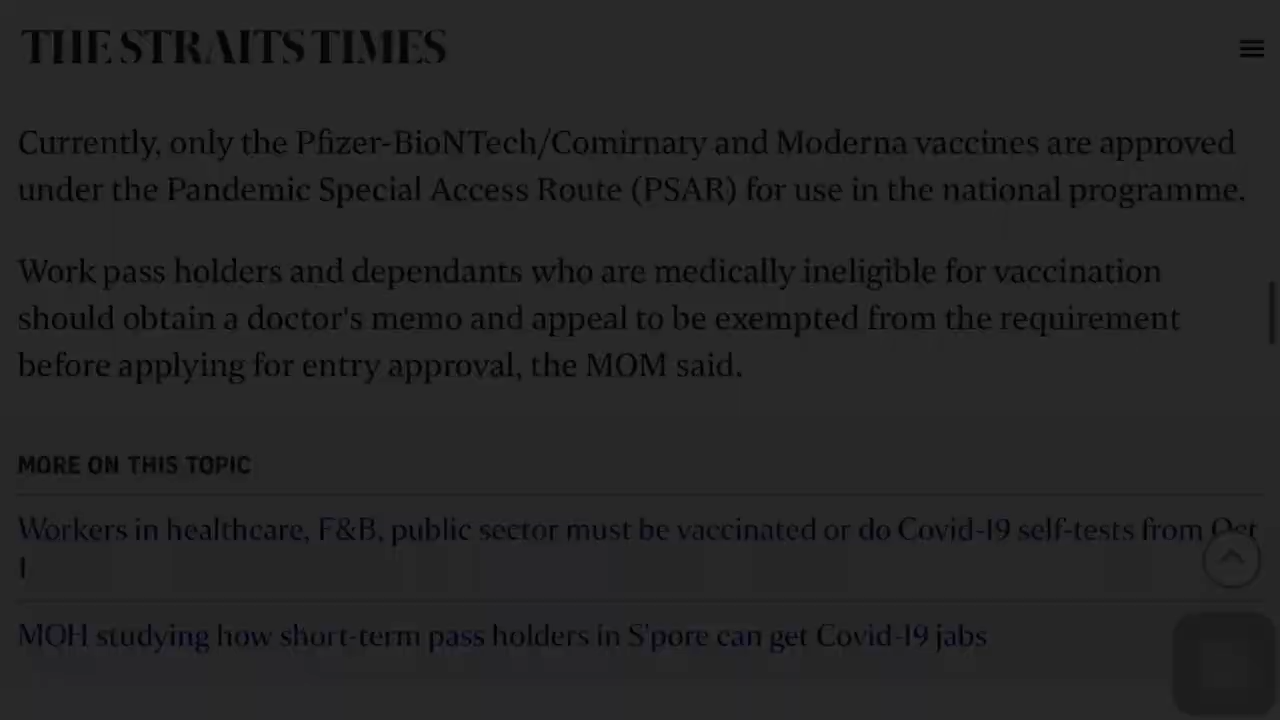 THE STRAITS TIMES
Currently, only the Pfizer-BioNTech/Comirnaty and Moderna vaccines are approved
under the Pandemic Special Access Route (PSAR) for use in the national programme.
Work pass holders and dependants who are medically ineligible for vaccination
should obtain a doctor's memo and appeal to be exempted from the requirement
before applying for entry approval, the MOM said.
MORE ON THIS TOPIC
Workers in healthcare, F&B, public sector must be vaccinated or do Covid-19 self-tests from Oct
1
MOH studying how short-term pass holders in S'pore can get Covid-19 jabs